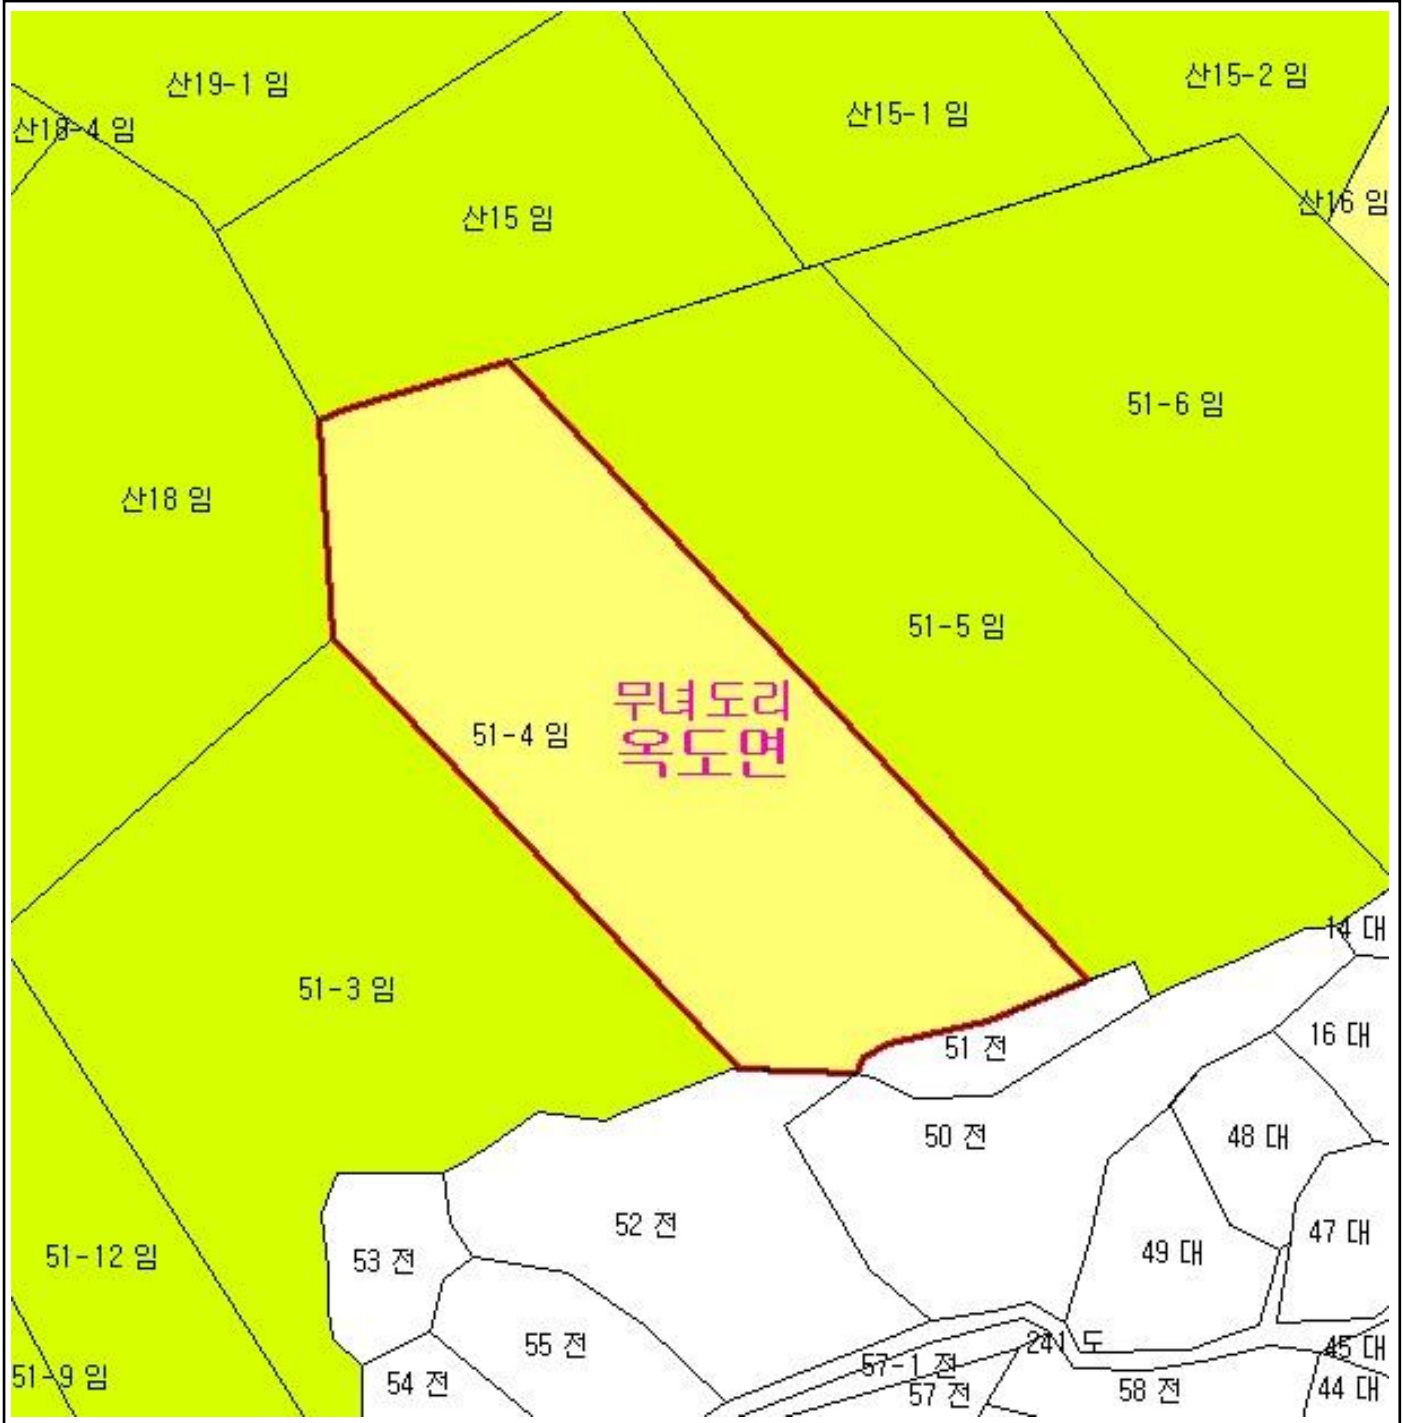 산19-1 임
산15-2 임
산15-1 임
산18-4 임
산16 임
산15 임
51-6 임
산18 임
51-5 임
무녀도리
51-4 임
옥도면
14 대
51-3 임
16 대
51 전
50 전
48 대
52 전
47 대
49 대
51-12 임
53 전
241 도
55 전
45 대
57-1 전
51-9 임
54 전
57 전
58 전
44 대